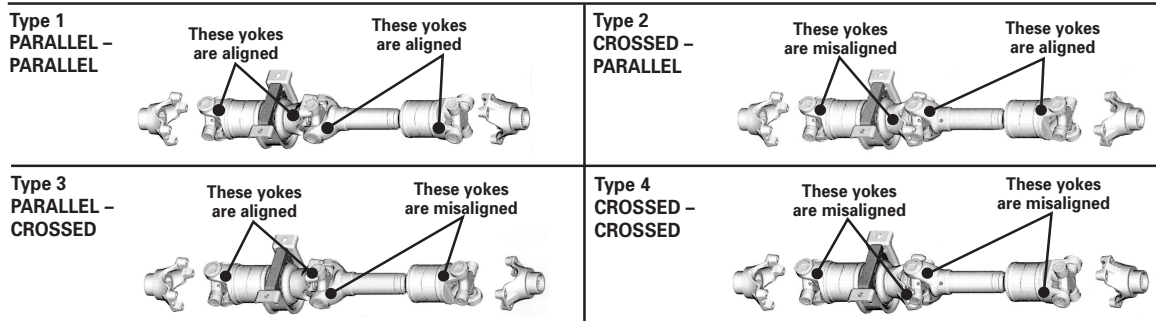 Type 1
PARALLEL –
PARALLEL
These yokes
are aligned
These yokes
are aligned
Type 2
CROSSED –
PARALLEL
These yokes
are misaligned
These yokes
are aligned
Type 3
PARALLEL –
CROSSED
These yokes
are aligned
These yokes
are misaligned
Type 4
CROSSED –
CROSSED
These yokes
are misaligned
These yokes
are misaligned